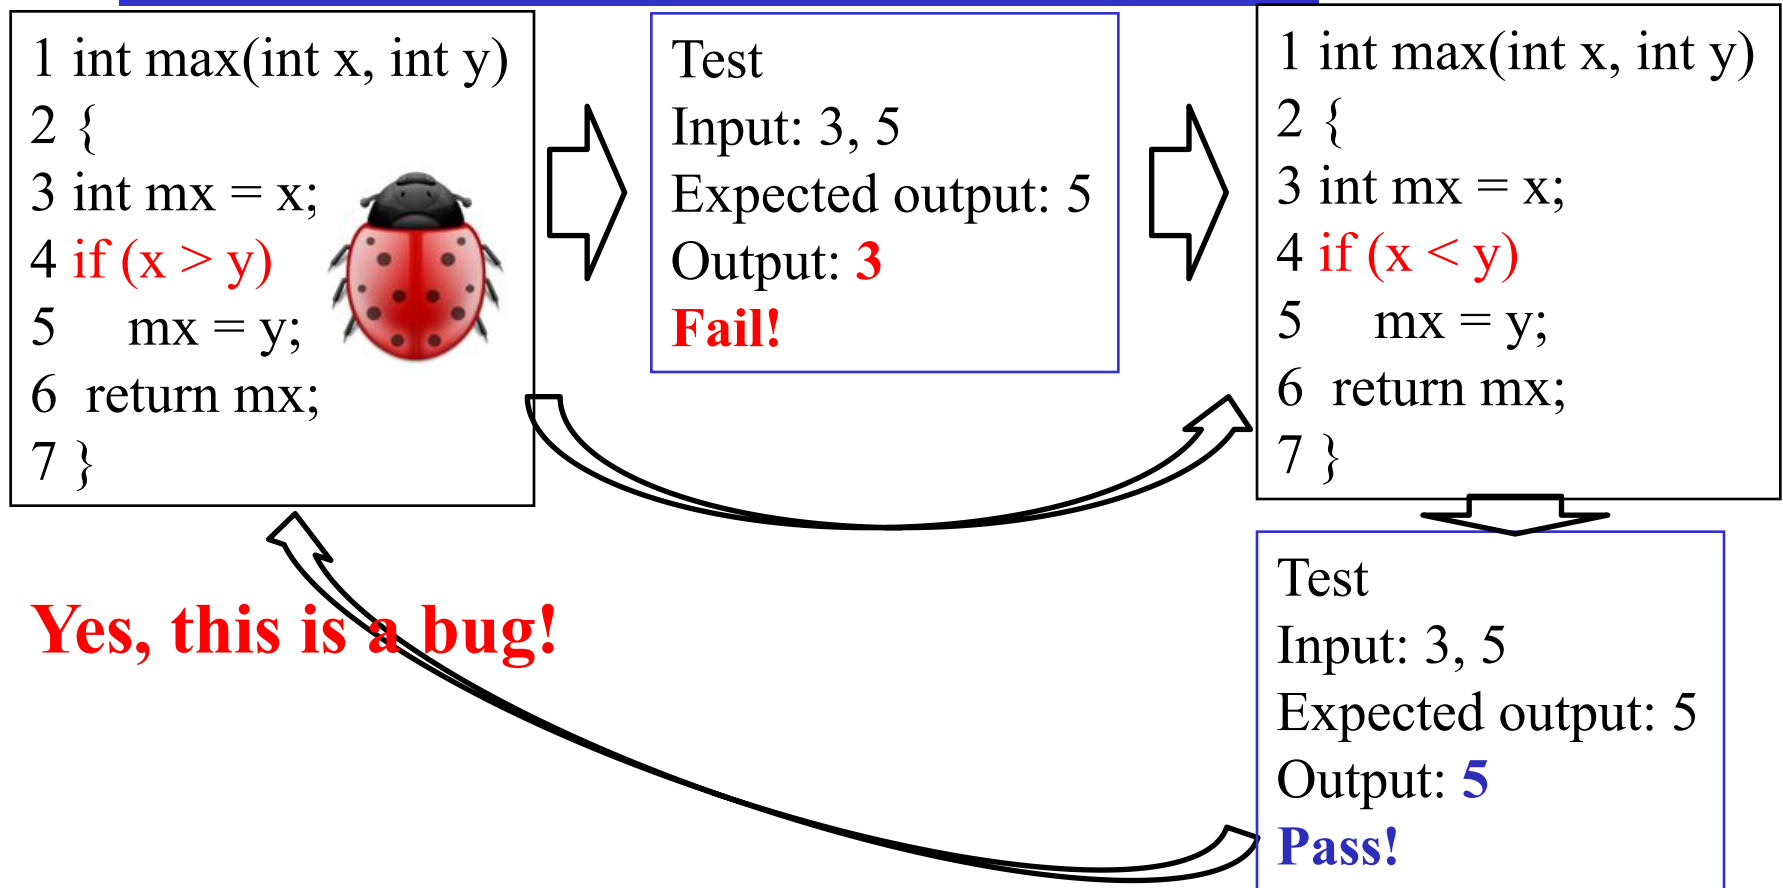 1 int max(int x, int y)
2 {
3 int mx = x;
4 if (x > y)
5 mx = y;
6 return mx;
7 }
Test
Input: 3, 5
Expected output: 5
Output: 3
Fail!
1 int max(int x, int y)
2 {
3 int mx = x;
4 if (x < y)
5 mx = y;
6 return mx;
7 }
Yes, this is a bug!
Test
Input: 3, 5
Expected output: 5
Output: 5
Pass!